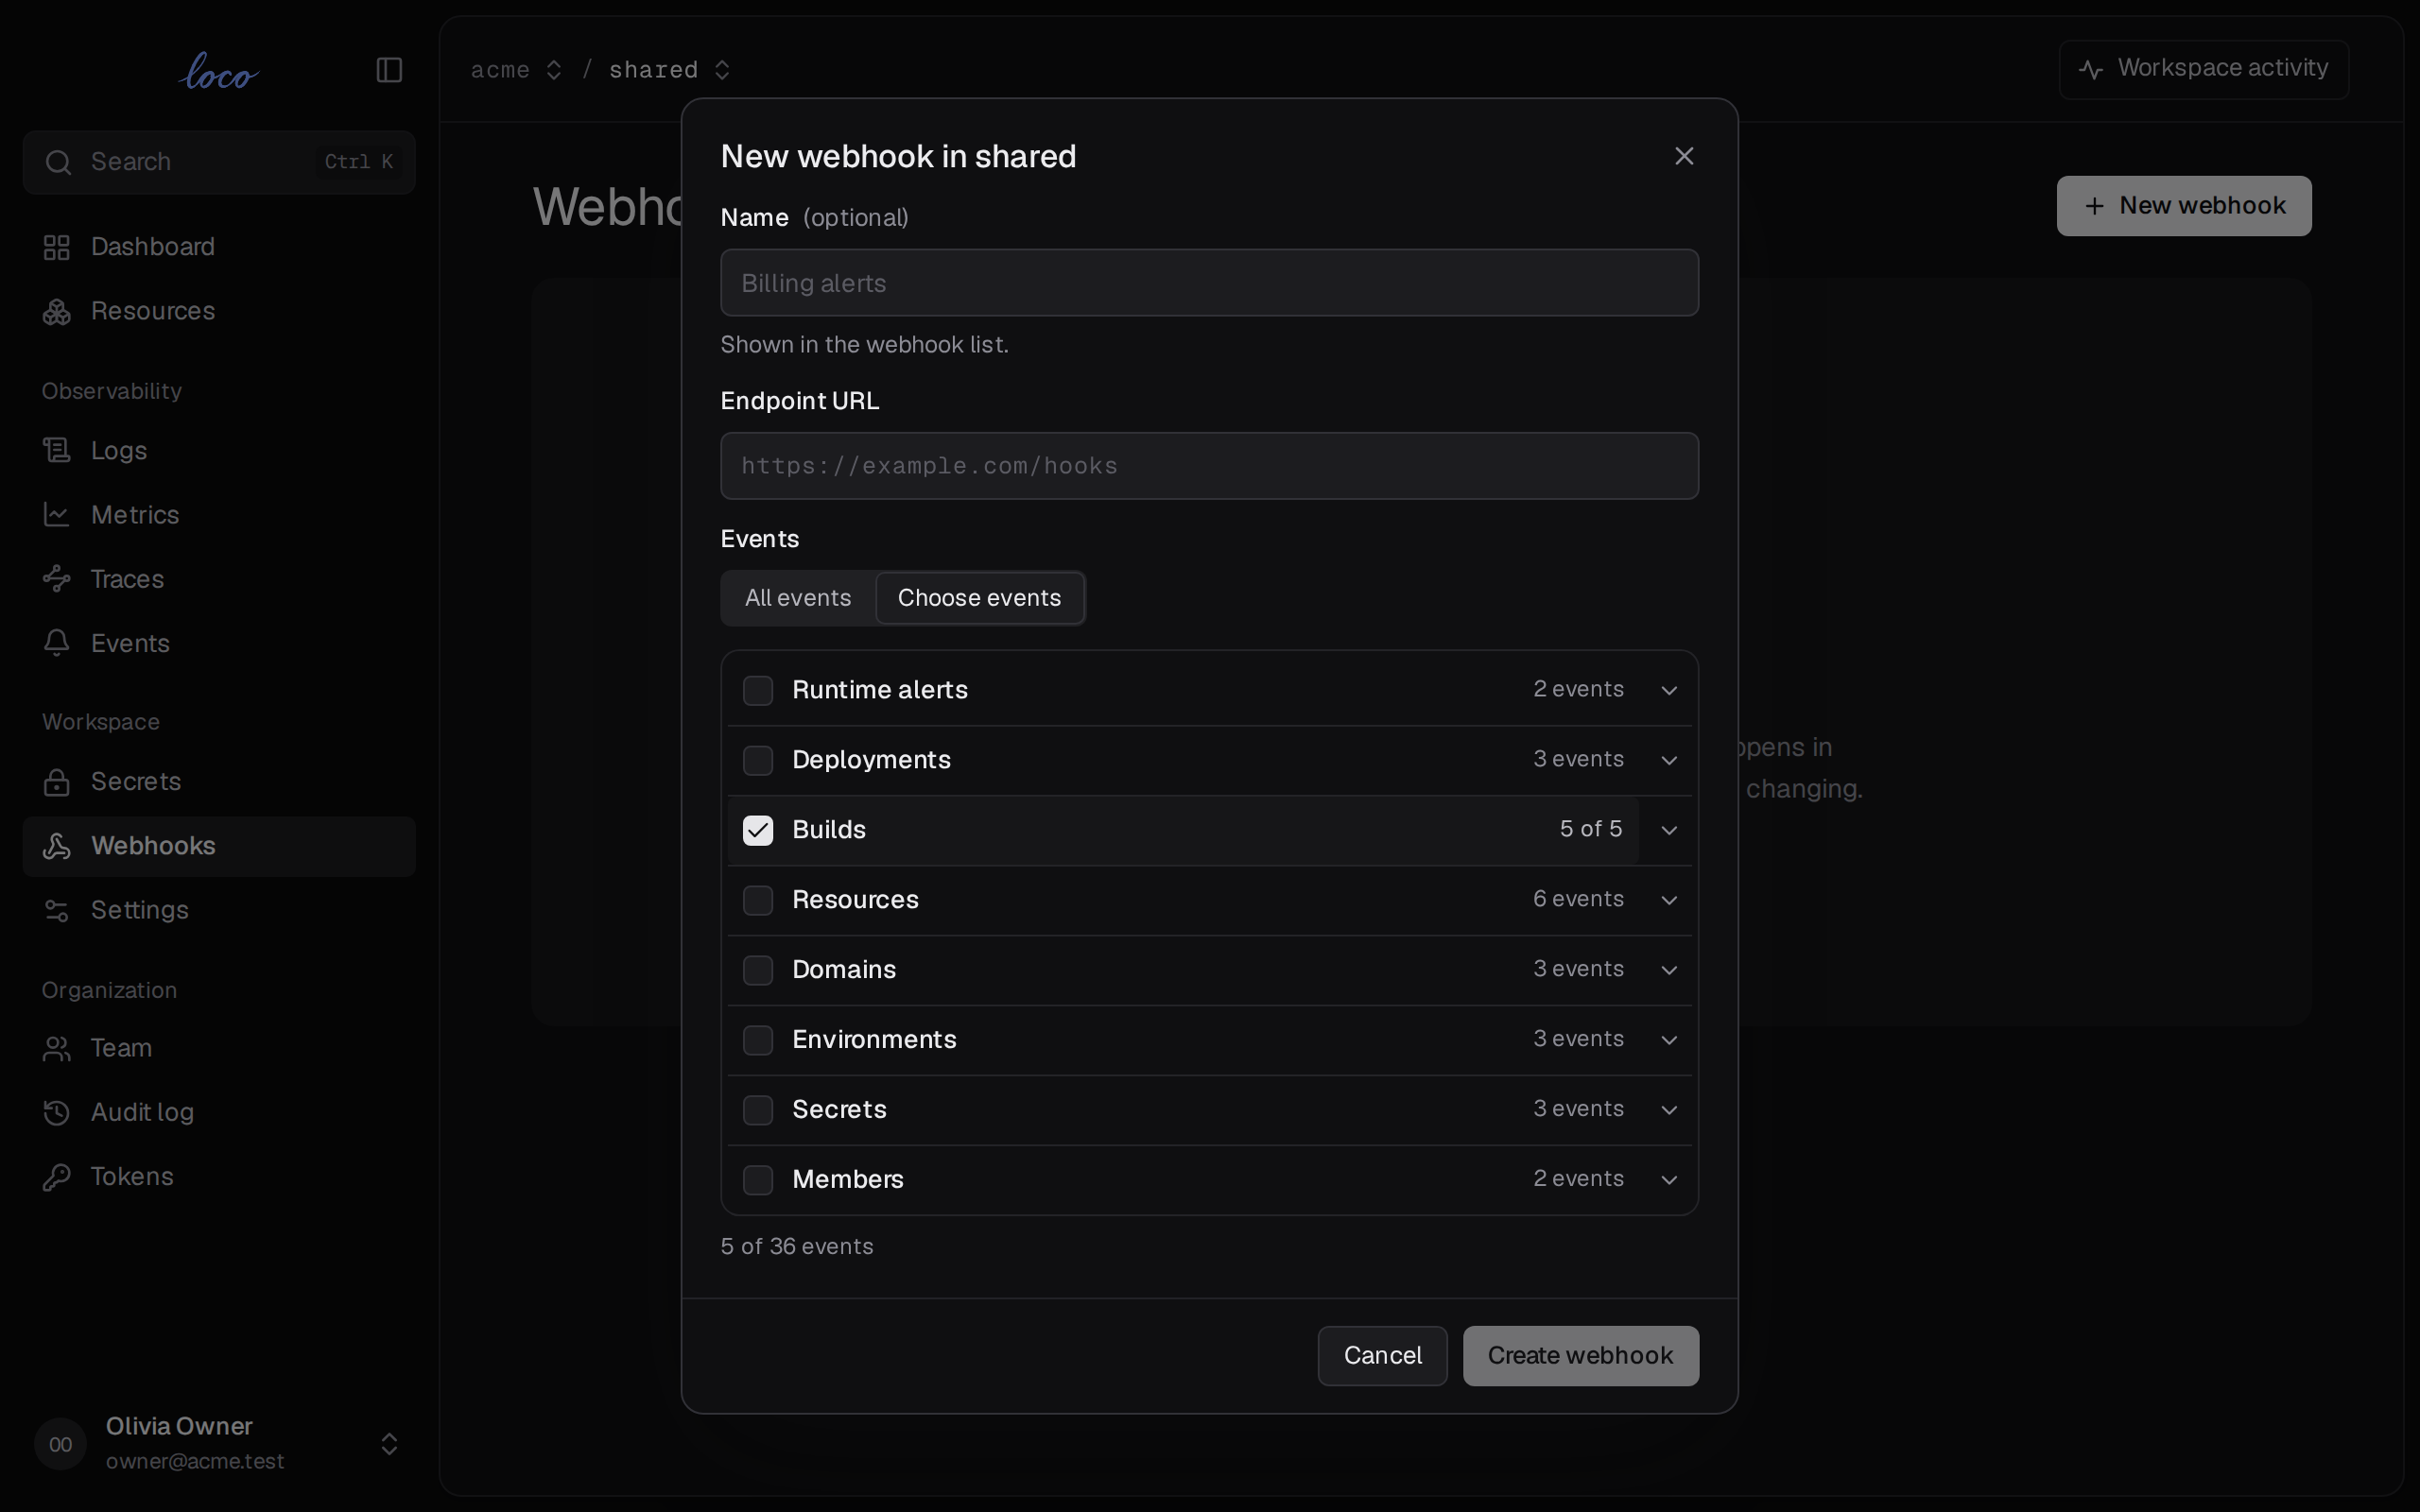 loco
Search Ctrl K
Dashboard
Resources
Observability
Logs
Metrics
Traces
Events
Workspace
Secrets
Webhooks
Settings
Organization
Team
Audit log
Tokens
OO
Olivia Owner
owner@acme.test
acme / shared
Workspace activity
New webhook
New webhook in shared
Name (optional)
Billing alerts
Shown in the webhook list.
Endpoint URL
https://example.com/hooks
Events
All events Choose events
Runtime alerts 2 events
Deployments 3 events
Builds 5 of 5
Resources 6 events
Domains 3 events
Environments 3 events
Secrets 3 events
Members 2 events
5 of 36 events
Cancel Create webhook
in
changing.